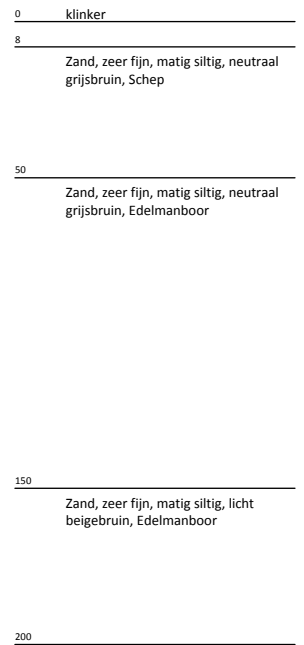 0 klinker
8
Zand, zeer fijn, matig siltig, neutraal
grijsbruin, Schep
50
Zand, zeer fijn, matig siltig, neutraal
grijsbruin, Edelmanboor
150
Zand, zeer fijn, matig siltig, licht
beigebruin, Edelmanboor
200